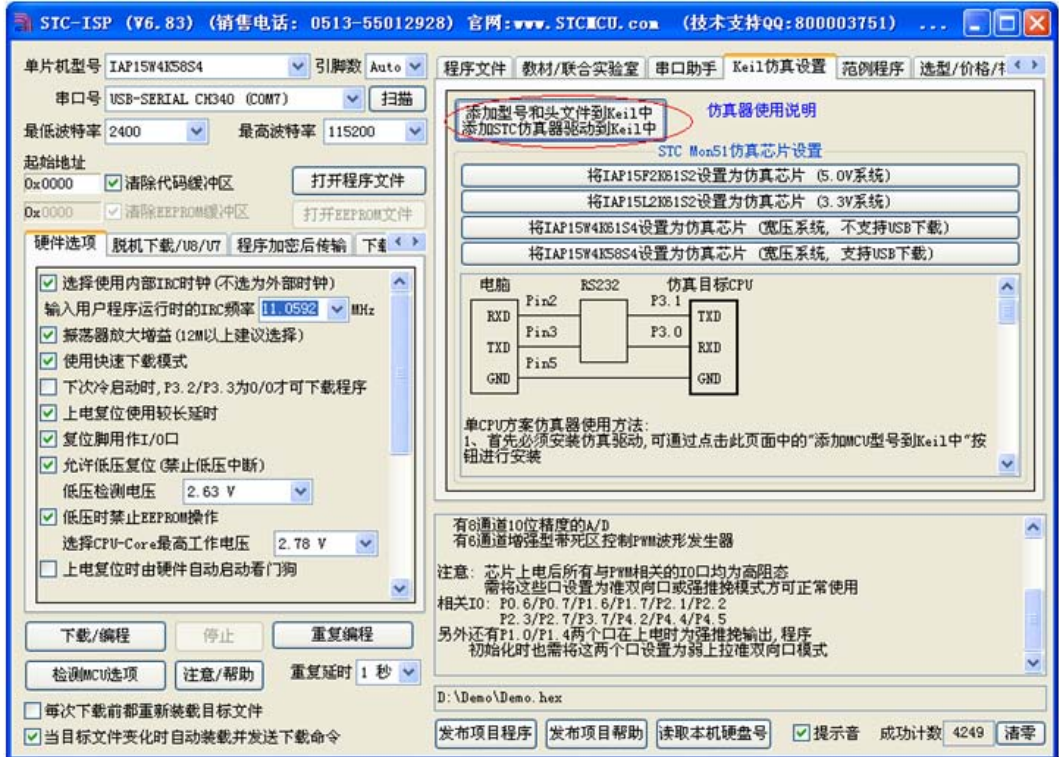 STC-ISP (V6.83) (销售电话: 0513-55012928) 官网:www.STCMCU.com (技术支持QQ:800003751) ...
单片机型号 IAP15W4K58S4 引脚数 Auto
串口号 USB-SERIAL CH340 (COM7) 扫描
最低波特率 2400 最高波特率 115200
起始地址
0x0000 清除代码缓冲区 打开程序文件
0x0000 清除EEPROM缓冲区 打开EEPROM文件
硬件选项 脱机下载/U8/U7 程序加密后传输
选择使用内部IRC时钟(不选为外部时钟)
输入用户程序运行时的IRC频率 11.0592 MHz
振荡器放大增益(12M以上建议选择)
使用快速下载模式
下次冷启动时,P3.2/P3.3为0/0才可下载程序
上电复位使用较长延时
复位脚用作I/O口
允许低压复位(禁止低压中断)
低压检测电压 2.63 V
低压时禁止EEPROM操作
选择CPU-Core最高工作电压 2.78 V
上电复位时由硬件自动启动看门狗
下载/编程 停止 重复编程
检测MCU选项 注意/帮助 重复延时 1 秒
每次下载前都重新装载目标文件
当目标文件变化时自动装载并发送下载命令
程序文件 教材/联合实验室 串口助手 Keil仿真设置 范例程序 选型/价格/
添加型号和头文件到Keil中
添加STC仿真器驱动到Keil中
仿真器使用说明
STC Mon51仿真芯片设置
将IAP15F2K61S2设置为仿真芯片 (5.0V系统)
将IAP15L2K61S2设置为仿真芯片 (3.3V系统)
将IAP15W4K61S4设置为仿真芯片 (宽压系统, 不支持USB下载)
将IAP15W4K58S4设置为仿真芯片 (宽压系统, 支持USB下载)
电脑 RS232 仿真目标CPU
Pin2 P3.1
RXD TXD
Pin3 P3.0
TXD RXD
Pin5
GND GND
单CPU方案仿真器使用方法:
1、首先必须安装仿真驱动,可通过点击此页面中的"添加MCU型号到Keil中"按
钮进行安装
有8通道10位精度的A/D
有6通道增强型带死区控制PWM波形发生器
注意: 芯片上电后所有与PWM相关的IO口均为高阻态
需将这些口设置为准双向口或强推挽模式方可正常使用
相关IO: P0.6/P0.7/P1.6/P1.7/P2.1/P2.2
P2.3/P2.7/P3.7/P4.2/P4.4/P4.5
另外还有P1.0/P1.4两个口在上电时为强推挽输出,程序
初始化时也需将这两个口设置为弱上拉准双向口模式
D:\Demo\Demo.hex
发布项目程序 发布项目帮助 读取本机硬盘号 提示音 成功计数 4249 清零